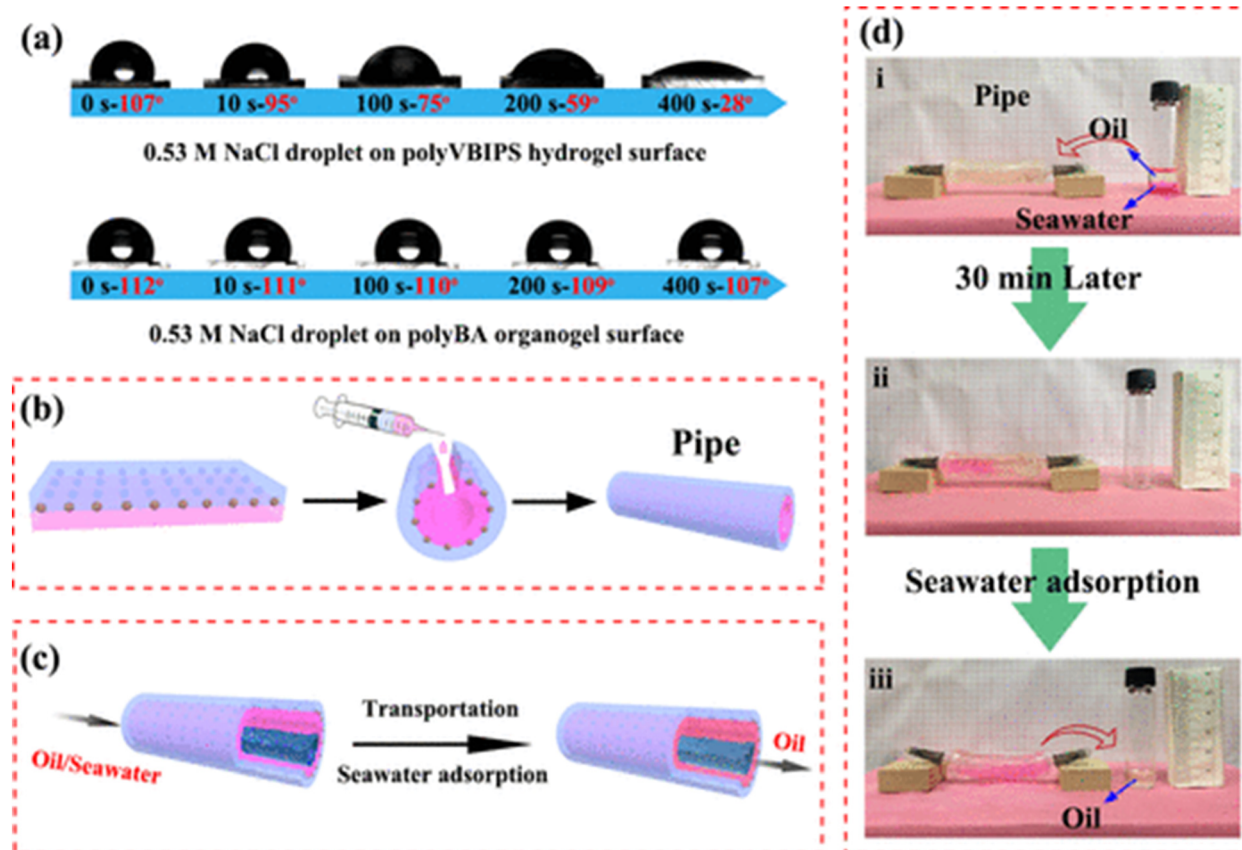 (a)
0 s-107° 10 s-95° 100 s-75° 200 s-59° 400 s-28°
0.53 M NaCl droplet on polyVBIPS hydrogel surface
0 s-112° 10 s-111° 100 s-110° 200 s-109° 400 s-107°
0.53 M NaCl droplet on polyBA organogel surface
(b)
Pipe
(c)
Oil/Seawater
Transportation
Seawater adsorption
Oil
(d)
i
Pipe
Oil
Seawater
30 min Later
ii
Seawater adsorption
iii
Oil